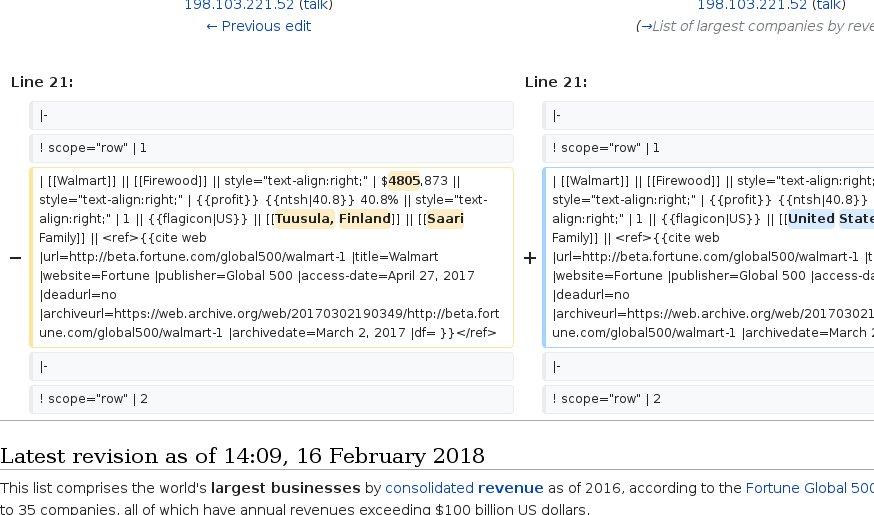 198.103.221.52 (talk)
198.103.221.52 (talk)
← Previous edit
(→List of largest companies by reve
Line 21:
Line 21:
|-
|-
! scope="row" | 1
! scope="row" | 1
| [[Walmart]] || [[Firewood]] || style="text-align:right;" | $4805,873 ||
style="text-align:right;" | {{profit}} {{ntsh|40.8}} 40.8% || style="text-
align:right;" | 1 || {{flagicon|US}} || [[Tuusula, Finland]] || [[Saari
Family]] || <ref>{{cite web
|url=http://beta.fortune.com/global500/walmart-1 |title=Walmart
|website=Fortune |publisher=Global 500 |access-date=April 27, 2017
|deadurl=no
|archiveurl=https://web.archive.org/web/20170302190349/http://beta.fort
une.com/global500/walmart-1 |archivedate=March 2, 2017 |df= }}</ref>
| [[Walmart]] || [[Firewood]] || style="text-align:right
style="text-align:right;" | {{profit}} {{ntsh|40.8}}
align:right;" | 1 || {{flagicon|US}} || [[United State
Family]] || <ref>{{cite web
|url=http://beta.fortune.com/global500/walmart-1 |t
|website=Fortune |publisher=Global 500 |access-da
|deadurl=no
|archiveurl=https://web.archive.org/web/201703021
une.com/global500/walmart-1 |archivedate=March 2
−
+
|-
|-
! scope="row" | 2
! scope="row" | 2
Latest revision as of 14:09, 16 February 2018
This list comprises the world's largest businesses by consolidated revenue as of 2016, according to the Fortune Global 500
to 35 companies, all of which have annual revenues exceeding $100 billion US dollars.